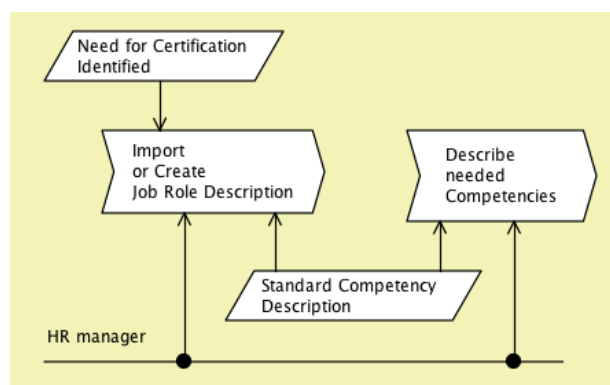 Need for Certification
Identified
Import
or Create
Job Role Description
Describe
needed
Competencies
Standard Competency
Description
HR manager